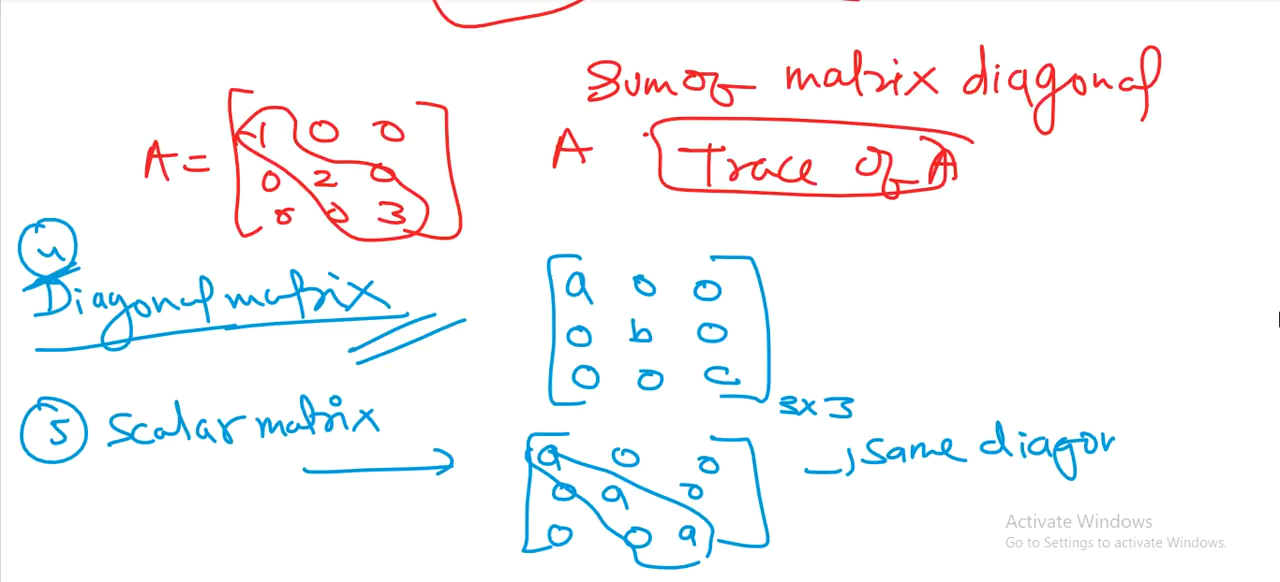 Sum of matrix diagonal
A = [1 0 0
0 2 0
0 0 3]
A Trace of A
4
Diagonal matrix
[a 0 0
0 b 0
0 0 c] 3x3
5 Scalar matrix → [a 0 0
0 a 0
0 0 a] → same diagon
Activate Windows
Go to Settings to activate Windows.